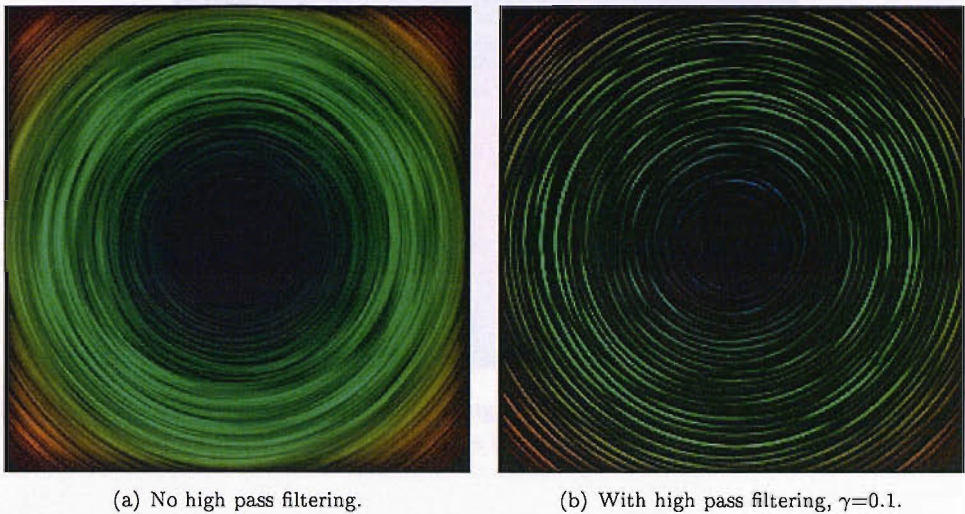 (a) No high pass filtering.
(b) With high pass filtering, γ=0.1.